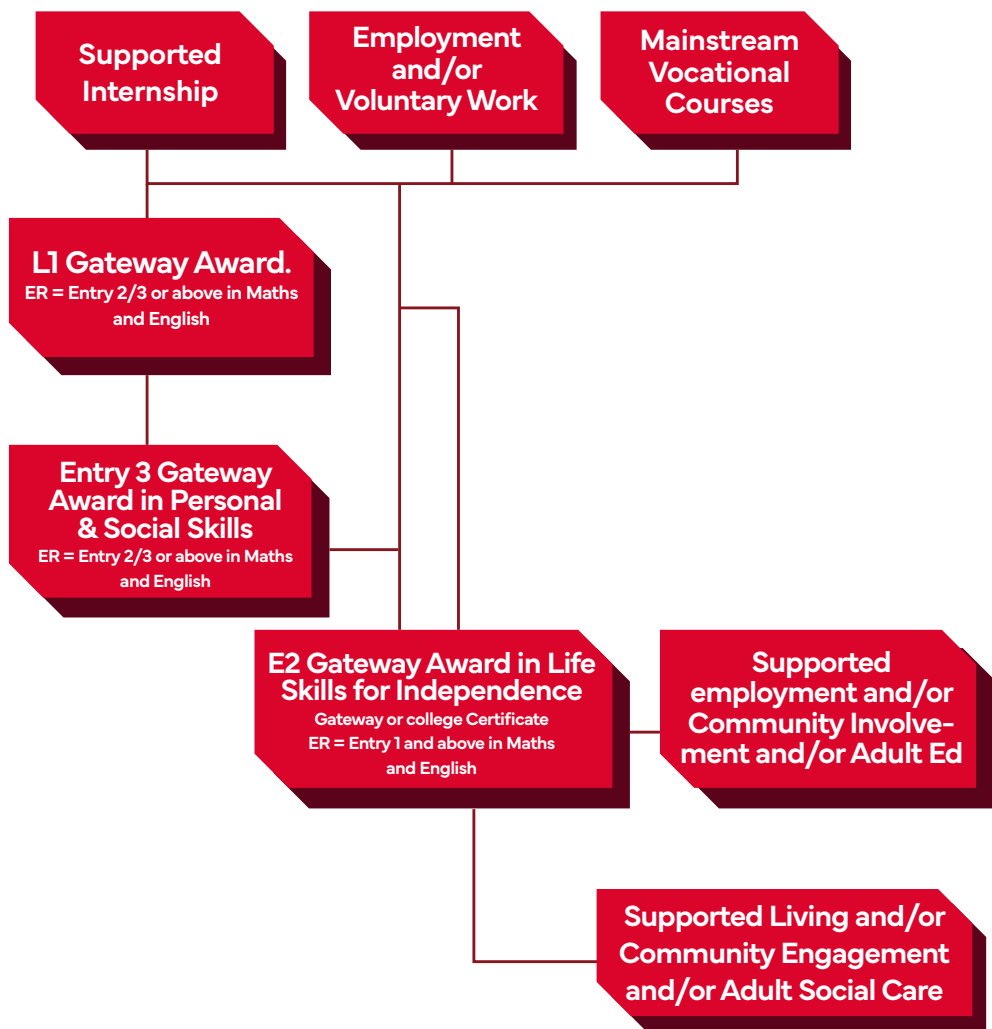 Supported
Internship
Employment
and/or
Voluntary Work
Mainstream
Vocational
Courses
L1 Gateway Award.
ER = Entry 2/3 or above in Maths
and English
Entry 3 Gateway
Award in Personal
& Social Skills
ER = Entry 2/3 or above in Maths
and English
E2 Gateway Award in Life
Skills for Independence
Gateway or college Certificate
ER = Entry 1 and above in Maths
and English
Supported
employment and/or
Community Involve-
ment and/or Adult Ed
Supported Living and/or
Community Engagement
and/or Adult Social Care